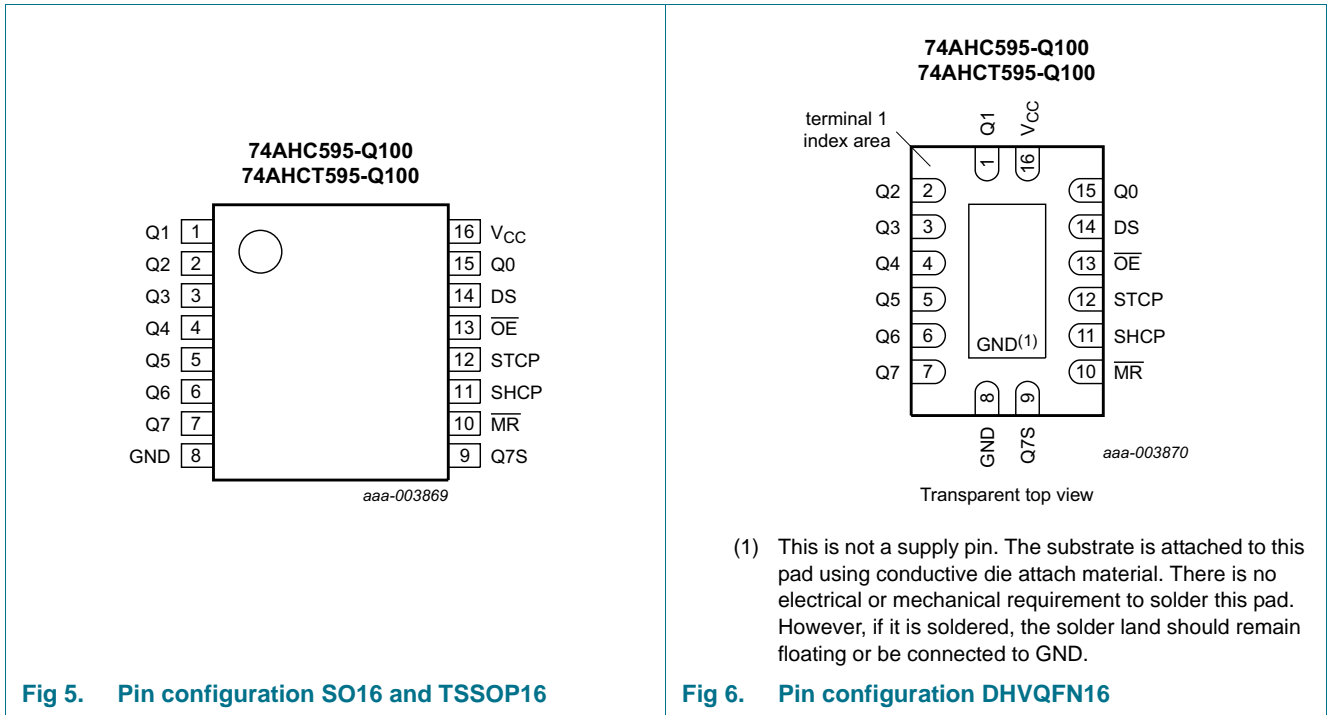 74AHC595-Q100
74AHCT595-Q100
Q1 1
Q2 2
Q3 3
Q4 4
Q5 5
Q6 6
Q7 7
GND 8
16 VCC
15 Q0
14 DS
13 O̅E̅
12 STCP
11 SHCP
10 M̅R̅
9 Q7S
aaa-003869
Fig 5. Pin configuration SO16 and TSSOP16
74AHC595-Q100
74AHCT595-Q100
terminal 1
index area
Q1 VCC
1 16
Q2 2
Q3 3
Q4 4
Q5 5
Q6 6
Q7 7
15 Q0
14 DS
13 O̅E̅
12 STCP
11 SHCP
10 M̅R̅
GND(1)
8 9
GND Q7S
aaa-003870
Transparent top view
(1) This is not a supply pin. The substrate is attached to this
pad using conductive die attach material. There is no
electrical or mechanical requirement to solder this pad.
However, if it is soldered, the solder land should remain
floating or be connected to GND.
Fig 6. Pin configuration DHVQFN16